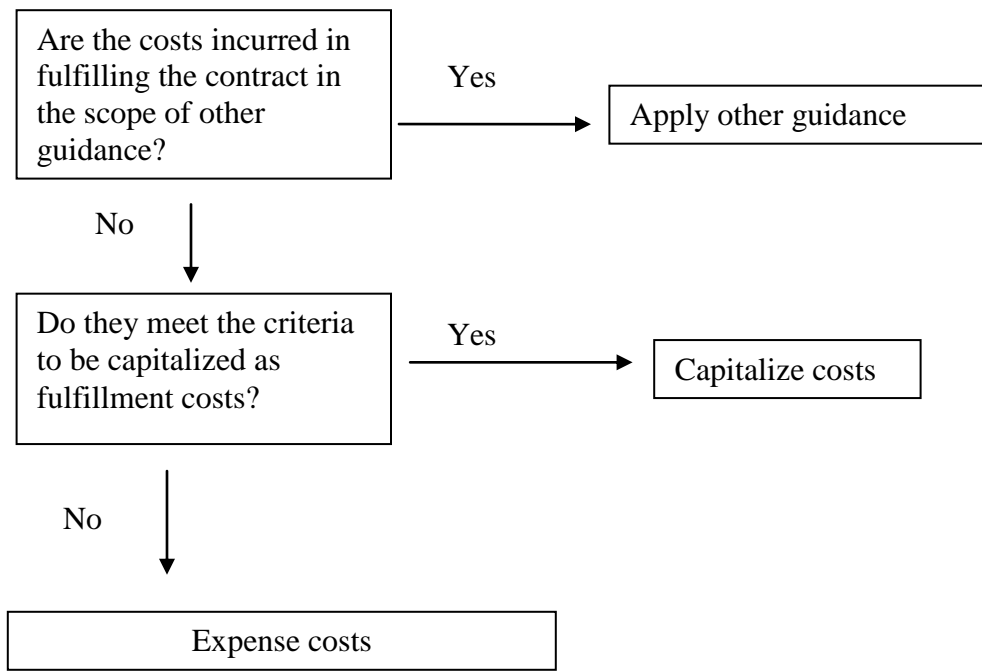 Are the costs incurred in
fulfilling the contract in
the scope of other
guidance?
Yes
Apply other guidance
No
Do they meet the criteria
to be capitalized as
fulfillment costs?
Yes
Capitalize costs
No
Expense costs